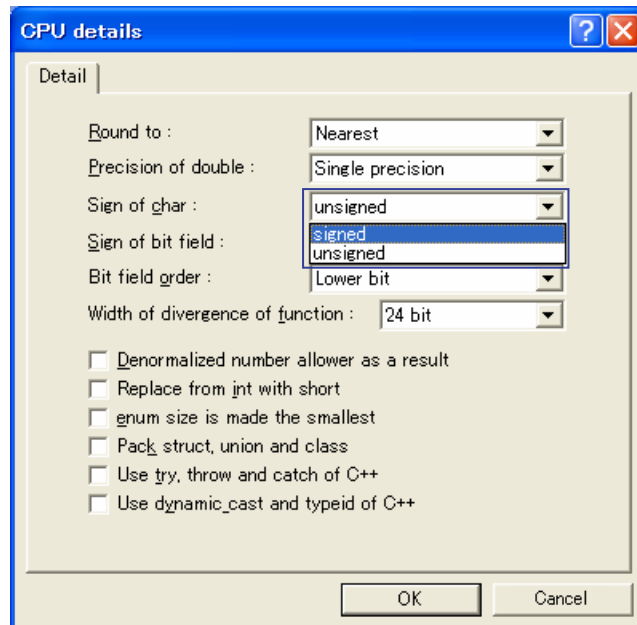 CPU details
Detail
Round to : Nearest
Precision of double : Single precision
Sign of char : unsigned
signed
Sign of bit field : unsigned
Bit field order : Lower bit
Width of divergence of function : 24 bit
Denormalized number allower as a result
Replace from int with short
enum size is made the smallest
Pack struct, union and class
Use try, throw and catch of C++
Use dynamic_cast and typeid of C++
OK Cancel